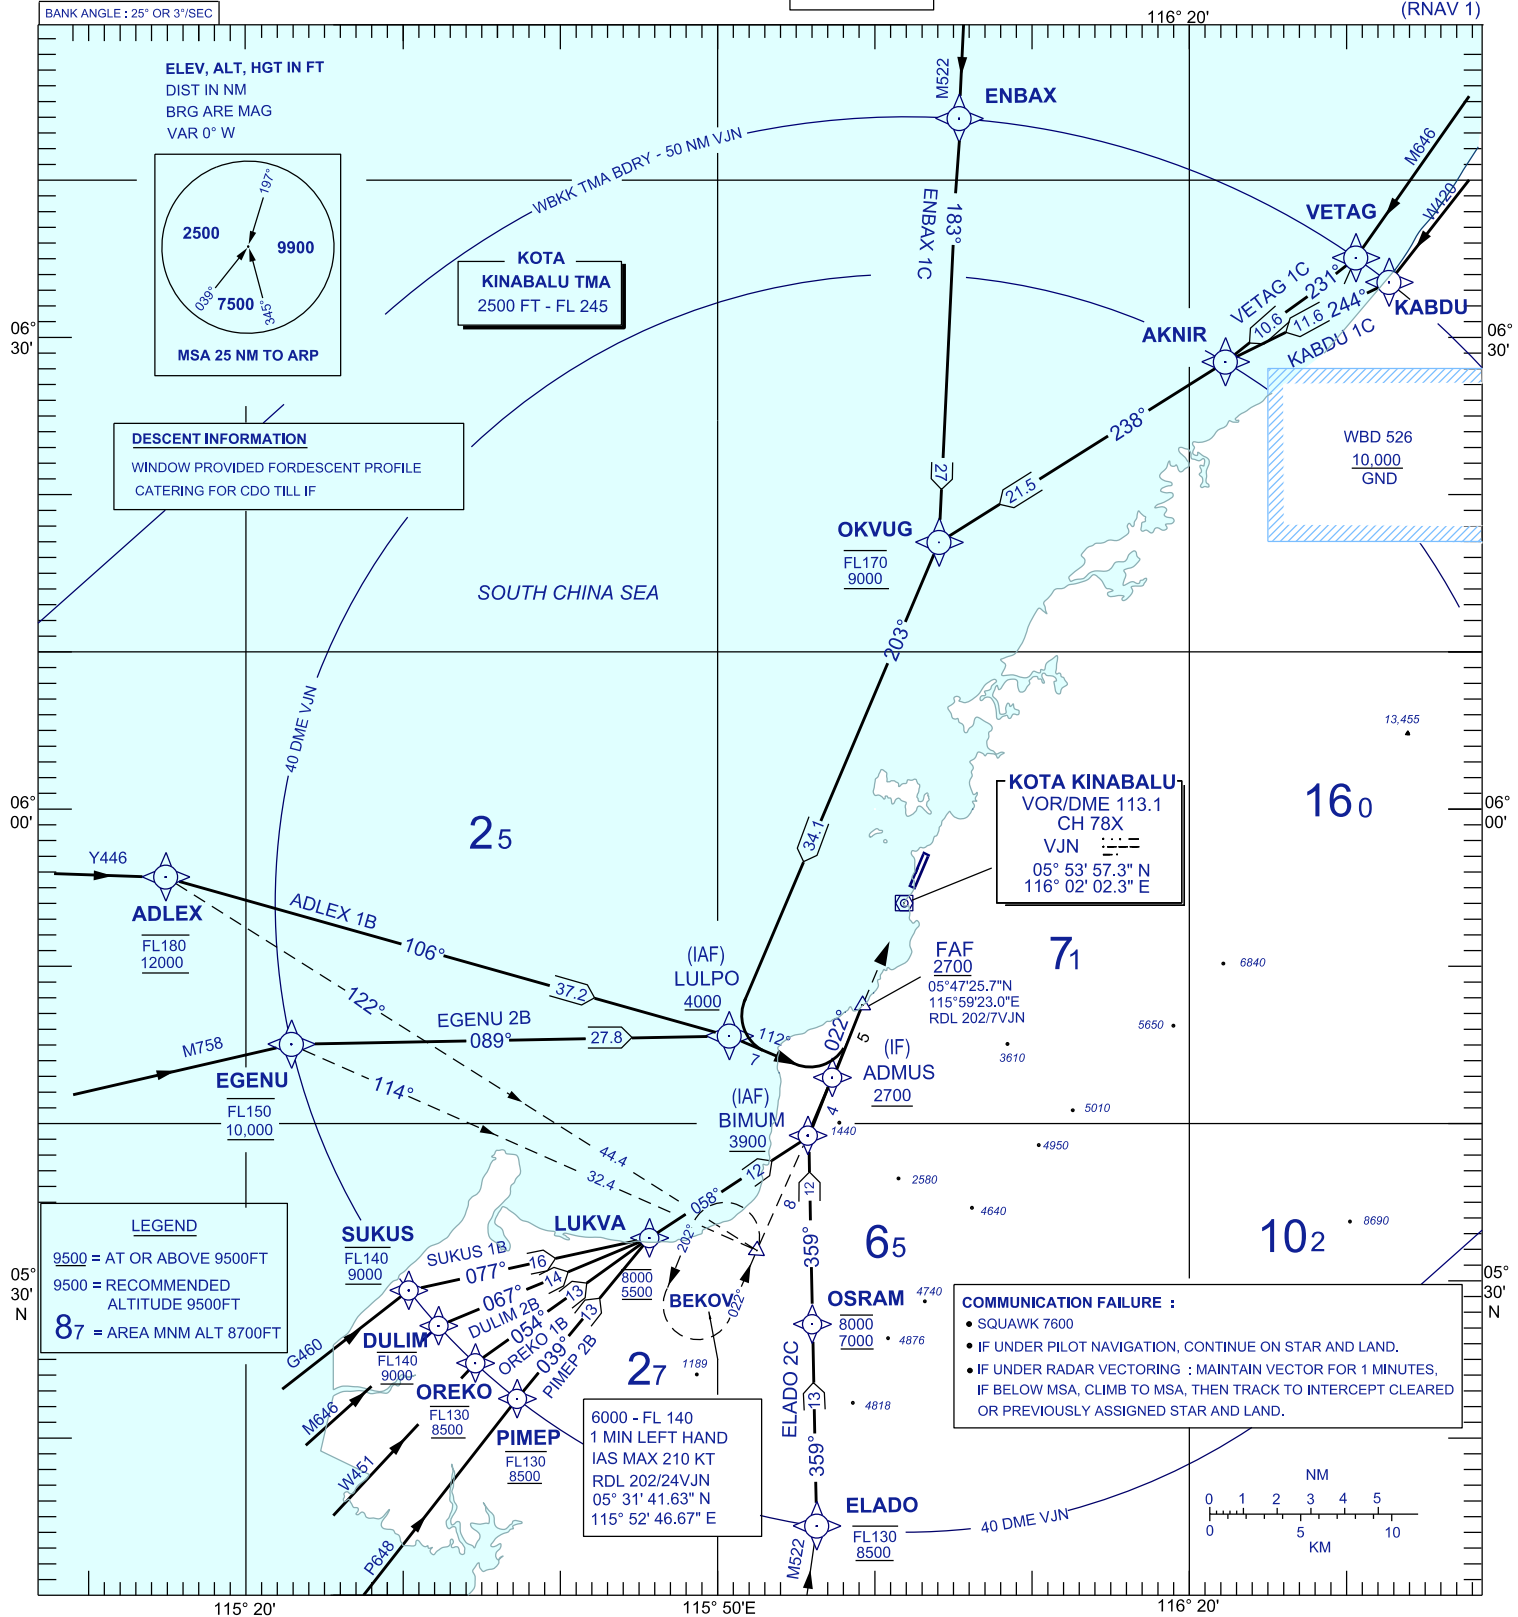 BANK ANGLE : 25° OR 3°/SEC
116° 20'
(RNAV 1)
ELEV, ALT, HGT IN FT
DIST IN NM
BRG ARE MAG
VAR 0° W
M522
ENBAX
WBKK TMA BDRY - 50 NM VJN
M646
W420
197°
2500
9900
039°
7500
345°
MSA 25 NM TO ARP
KOTA
KINABALU TMA
2500 FT - FL 245
183°
ENBAX 1C
27
VETAG
VETAG 1C
231°
10.6
KABDU
244°
11.6
KABDU 1C
AKNIR
06°
30'
06°
30'
238°
21.5
WBD 526
10,000
GND
DESCENT INFORMATION
WINDOW PROVIDED FORDESCENT PROFILE
CATERING FOR CDO TILL IF
OKVUG
FL170
9000
SOUTH CHINA SEA
203°
34.1
40 DME VJN
13,455
KOTA KINABALU
VOR/DME 113.1
CH 78X
VJN
05° 53' 57.3" N
116° 02' 02.3" E
06°
00'
06°
00'
25
160
Y446
ADLEX
FL180
12000
ADLEX 1B
106°
37.2
122°
44.4
(IAF)
LULPO
4000
FAF
2700
05°47'25.7"N
115°59'23.0"E
RDL 202/7VJN
71
6840
5650
3610
M758
EGENU
FL150
10,000
EGENU 2B
089°
27.8
114°
32.4
112°
7
022°
5
(IF)
ADMUS
2700
(IAF)
BIMUM
3900
4
1440
5010
4950
2580
4640
8690
65
102
LEGEND
9500 = AT OR ABOVE 9500FT
9500 = RECOMMENDED
ALTITUDE 9500FT
87 = AREA MNM ALT 8700FT
SUKUS
FL140
9000
SUKUS 1B
077°
16
LUKVA
8000
5500
058°
12
202°
8
022°
BEKOV
12
359°
067°
14
DULIM 2B
DULIM
FL140
9000
054°
13
OREKO 1B
OREKO
FL130
8500
039°
13
PIMEP 2B
PIMEP
FL130
8500
G460
M646
W451
P648
27
1189
OSRAM
8000
7000
4740
4876
4818
ELADO 2C
13
359°
ELADO
FL130
8500
M522
40 DME VJN
6000 - FL 140
1 MIN LEFT HAND
IAS MAX 210 KT
RDL 202/24VJN
05° 31' 41.63" N
115° 52' 46.67" E
COMMUNICATION FAILURE :
• SQUAWK 7600
• IF UNDER PILOT NAVIGATION, CONTINUE ON STAR AND LAND.
• IF UNDER RADAR VECTORING : MAINTAIN VECTOR FOR 1 MINUTES,
IF BELOW MSA, CLIMB TO MSA, THEN TRACK TO INTERCEPT CLEARED
OR PREVIOUSLY ASSIGNED STAR AND LAND.
05°
30'
N
05°
30'
N
NM
0 1 2 3 4 5
0 5 10
KM
115° 20'
115° 50'E
116° 20'